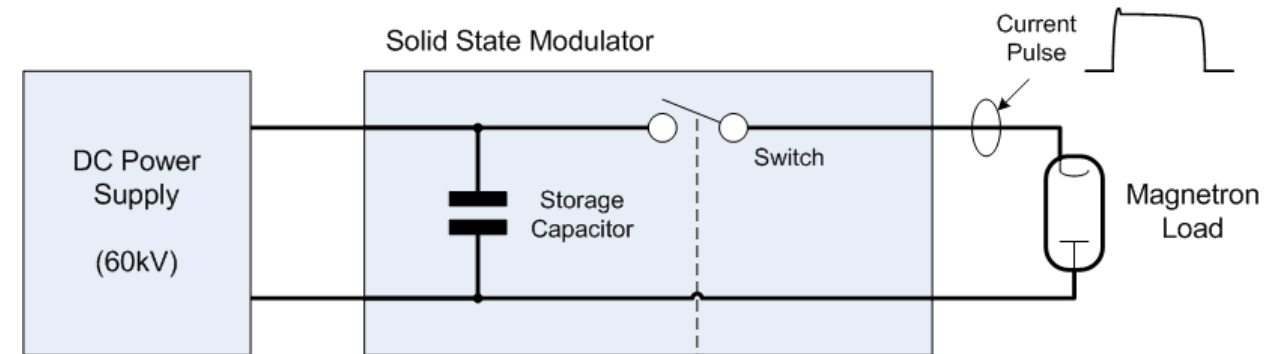 Solid State Modulator
Current
Pulse
DC Power
Supply
(60kV)
Storage
Capacitor
Switch
Magnetron
Load